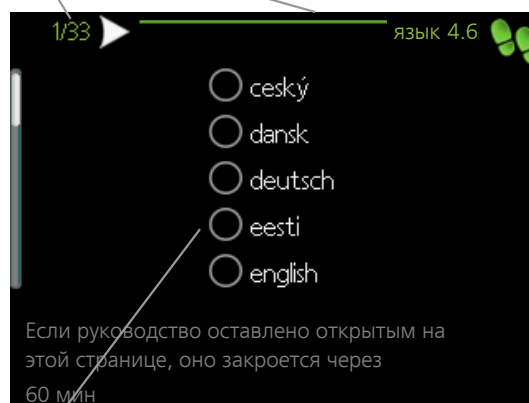 1/33
язык 4.6
ceský
dansk
deutsch
eesti
english
Если руководство оставлено открытым на
этой странице, оно закроется через
60 мин